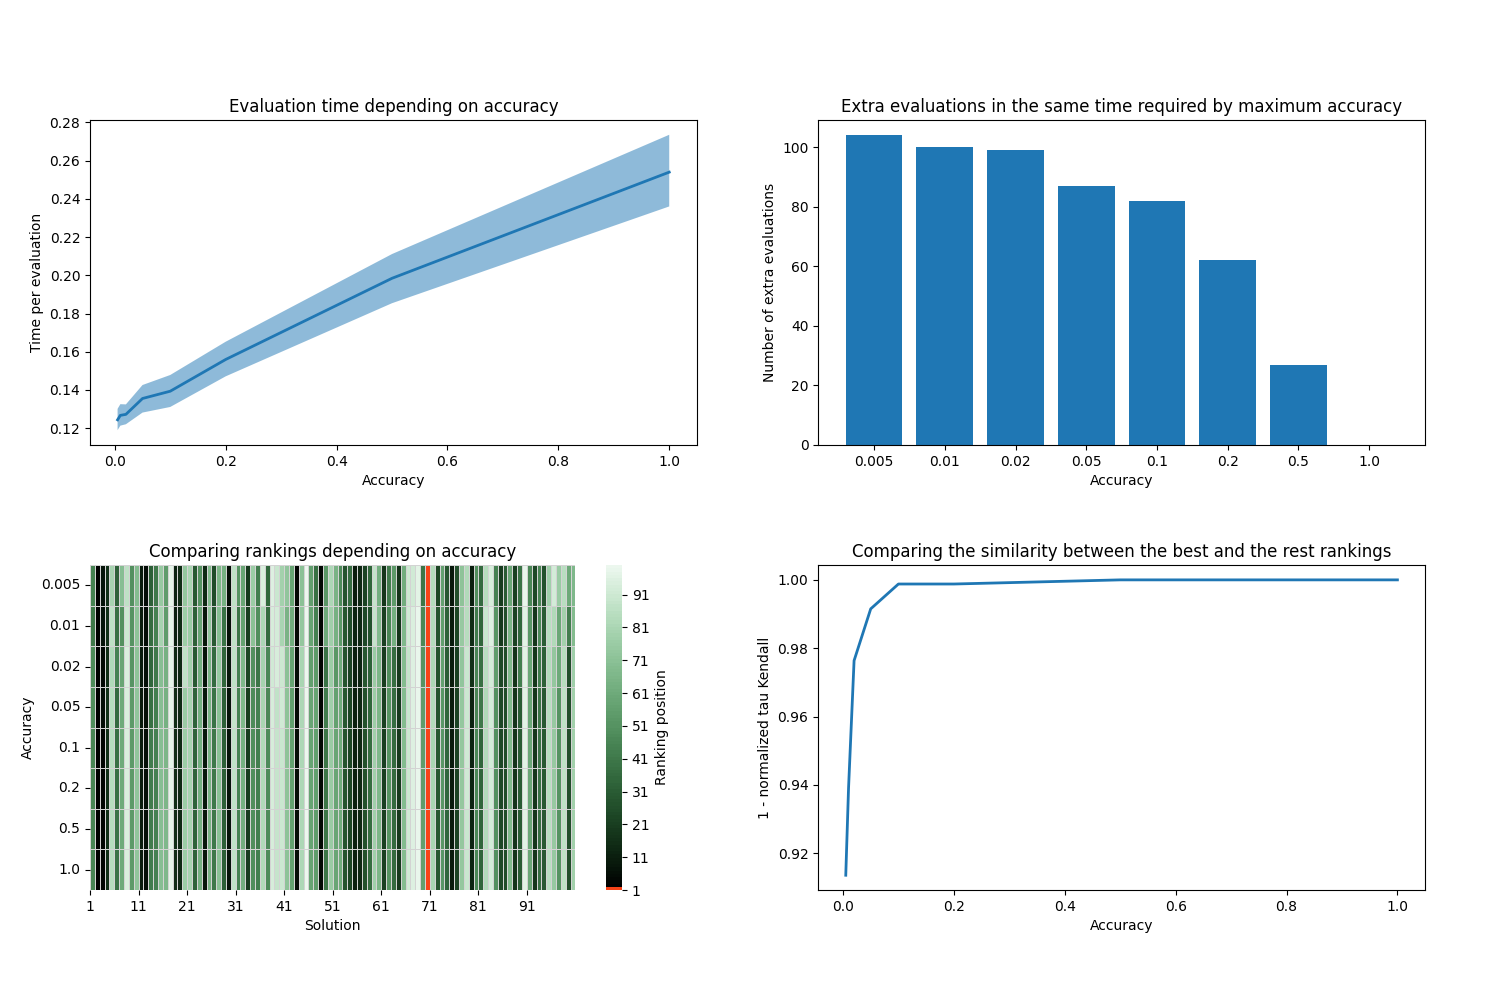 Evaluation time depending on accuracy
0.28
0.26
0.24
0.22
0.20
0.18
0.16
0.14
0.12
Time per evaluation
0.0 0.2 0.4 0.6 0.8 1.0
Accuracy
Extra evaluations in the same time required by maximum accuracy
100
80
60
40
20
0
Number of extra evaluations
0.005 0.01 0.02 0.05 0.1 0.2 0.5 1.0
Accuracy
Comparing rankings depending on accuracy
0.005
0.01
0.02
0.05
0.1
0.2
0.5
1.0
Accuracy
1 11 21 31 41 51 61 71 81 91
Solution
91
81
71
61
51
41
31
21
11
1
Ranking position
Comparing the similarity between the best and the rest rankings
1.00
0.98
0.96
0.94
0.92
1 - normalized tau Kendall
0.0 0.2 0.4 0.6 0.8 1.0
Accuracy